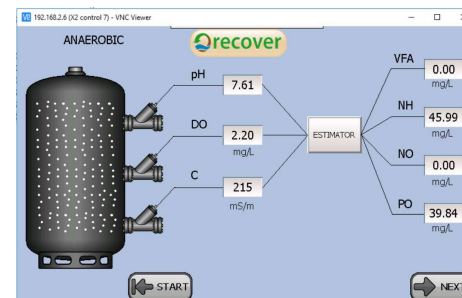 192.168.2.6 (X2 control 7) - VNC Viewer
ANAEROBIC
recover
pH
7.61
DO
2.20
mg/L
C
215
mS/m
ESTIMATOR
VFA
0.00
mg/L
NH
45.99
mg/L
NO
0.00
mg/L
PO
39.84
mg/L
START
NEX